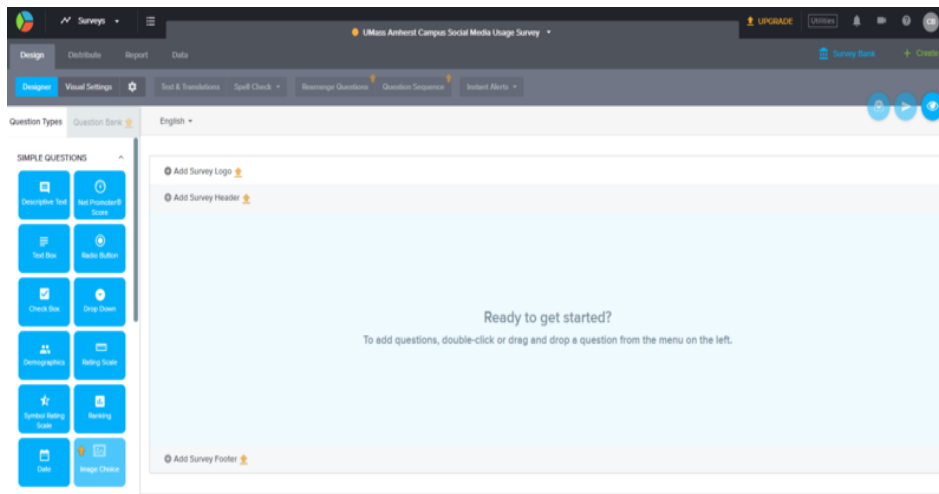 Surveys
UMass Amherst Campus Social Media Usage Survey
UPGRADE
Utilities
CB
Design Distribute Report Data
Survey Bank
+ Create
Designer Visual Settings
Text & Translations Spell Check
Rearrange Questions Question Sequence
Instant Alerts
Question Types Question Bank
English
SIMPLE QUESTIONS
Add Survey Logo
Add Survey Header
Descriptive Text
Net Promoter®
Score
Text Box
Radio Button
Check Box
Drop Down
Demographics
Rating Scale
Symbol Rating
Scale
Ranking
Date
Image Choice
Ready to get started?
To add questions, double-click or drag and drop a question from the menu on the left.
Add Survey Footer